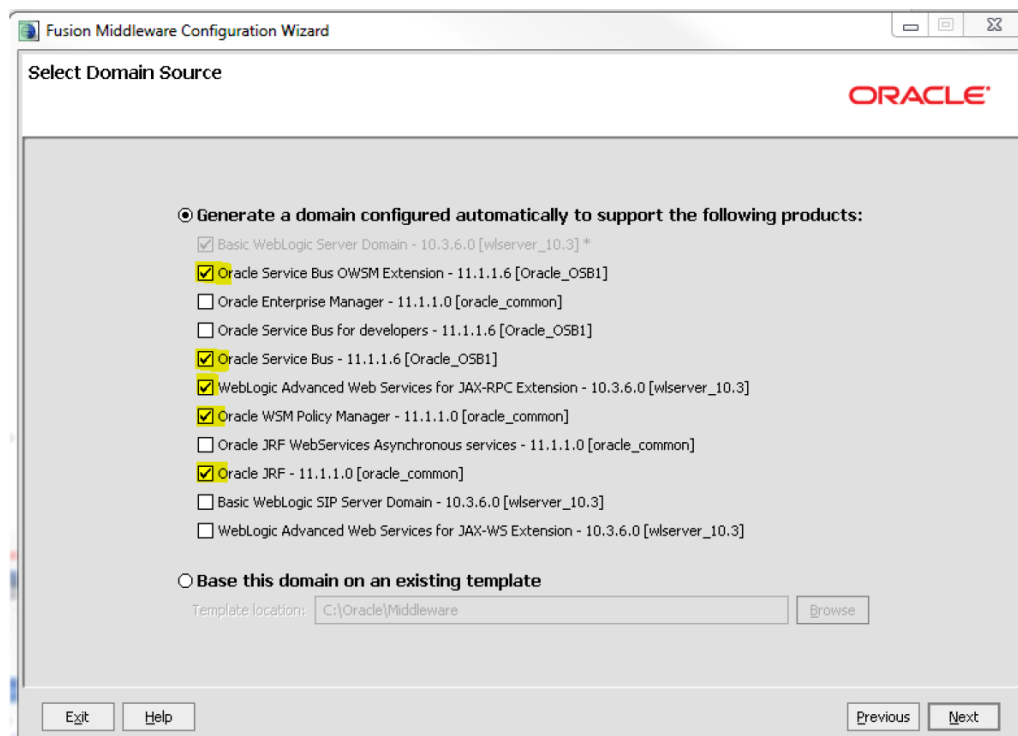 Fusion Middleware Configuration Wizard
Select Domain Source
ORACLE
Generate a domain configured automatically to support the following products:
Basic WebLogic Server Domain - 10.3.6.0 [wlserver_10.3] *
Oracle Service Bus OWSM Extension - 11.1.1.6 [Oracle_OSB1]
Oracle Enterprise Manager - 11.1.1.0 [oracle_common]
Oracle Service Bus for developers - 11.1.1.6 [Oracle_OSB1]
Oracle Service Bus - 11.1.1.6 [Oracle_OSB1]
WebLogic Advanced Web Services for JAX-RPC Extension - 10.3.6.0 [wlserver_10.3]
Oracle WSM Policy Manager - 11.1.1.0 [oracle_common]
Oracle JRF WebServices Asynchronous services - 11.1.1.0 [oracle_common]
Oracle JRF - 11.1.1.0 [oracle_common]
Basic WebLogic SIP Server Domain - 10.3.6.0 [wlserver_10.3]
WebLogic Advanced Web Services for JAX-WS Extension - 10.3.6.0 [wlserver_10.3]
Base this domain on an existing template
Template location: C:\Oracle\Middleware Browse
Exit Help Previous Next